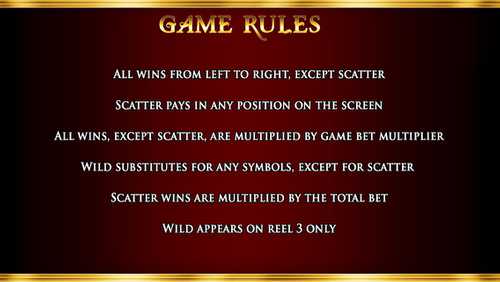 GAME RULES
ALL WINS FROM LEFT TO RIGHT, EXCEPT SCATTER
SCATTER PAYS IN ANY POSITION ON THE SCREEN
ALL WINS, EXCEPT SCATTER, ARE MULTIPLIED BY GAME BET MULTIPLIER
WILD SUBSTITUTES FOR ANY SYMBOLS, EXCEPT FOR SCATTER
SCATTER WINS ARE MULTIPLIED BY THE TOTAL BET
WILD APPEARS ON REEL 3 ONLY